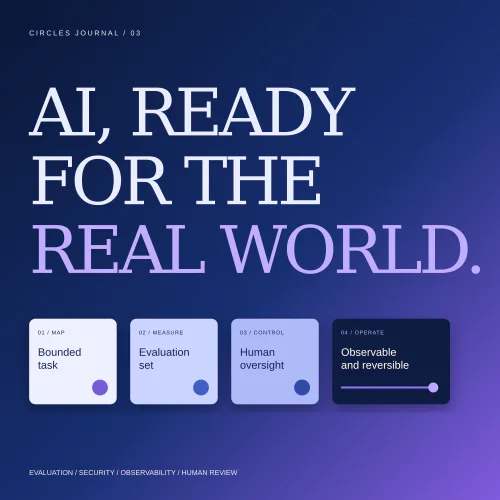 CIRCLES JOURNAL / 03
AI, READY
FOR THE
REAL WORLD.
01 / MAP
Bounded
task
02 / MEASURE
Evaluation
set
03 / CONTROL
Human
oversight
04 / OPERATE
Observable
and reversible
EVALUATION / SECURITY / OBSERVABILITY / HUMAN REVIEW